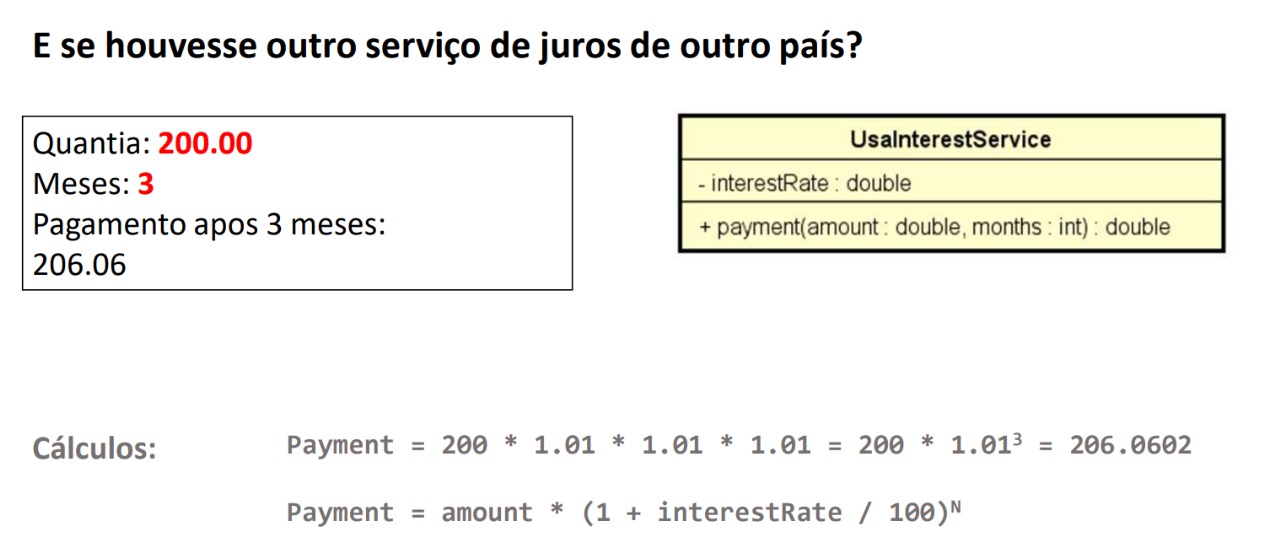 E se houvesse outro serviço de juros de outro país?
Quantia: 200.00
Meses: 3
Pagamento apos 3 meses:
206.06
UsaInterestService
- interestRate : double
+ payment(amount : double, months : int) : double
Cálculos:
Payment = 200 * 1.01 * 1.01 * 1.01 = 200 * 1.01³ = 206.0602
Payment = amount * (1 + interestRate / 100)ᴺ